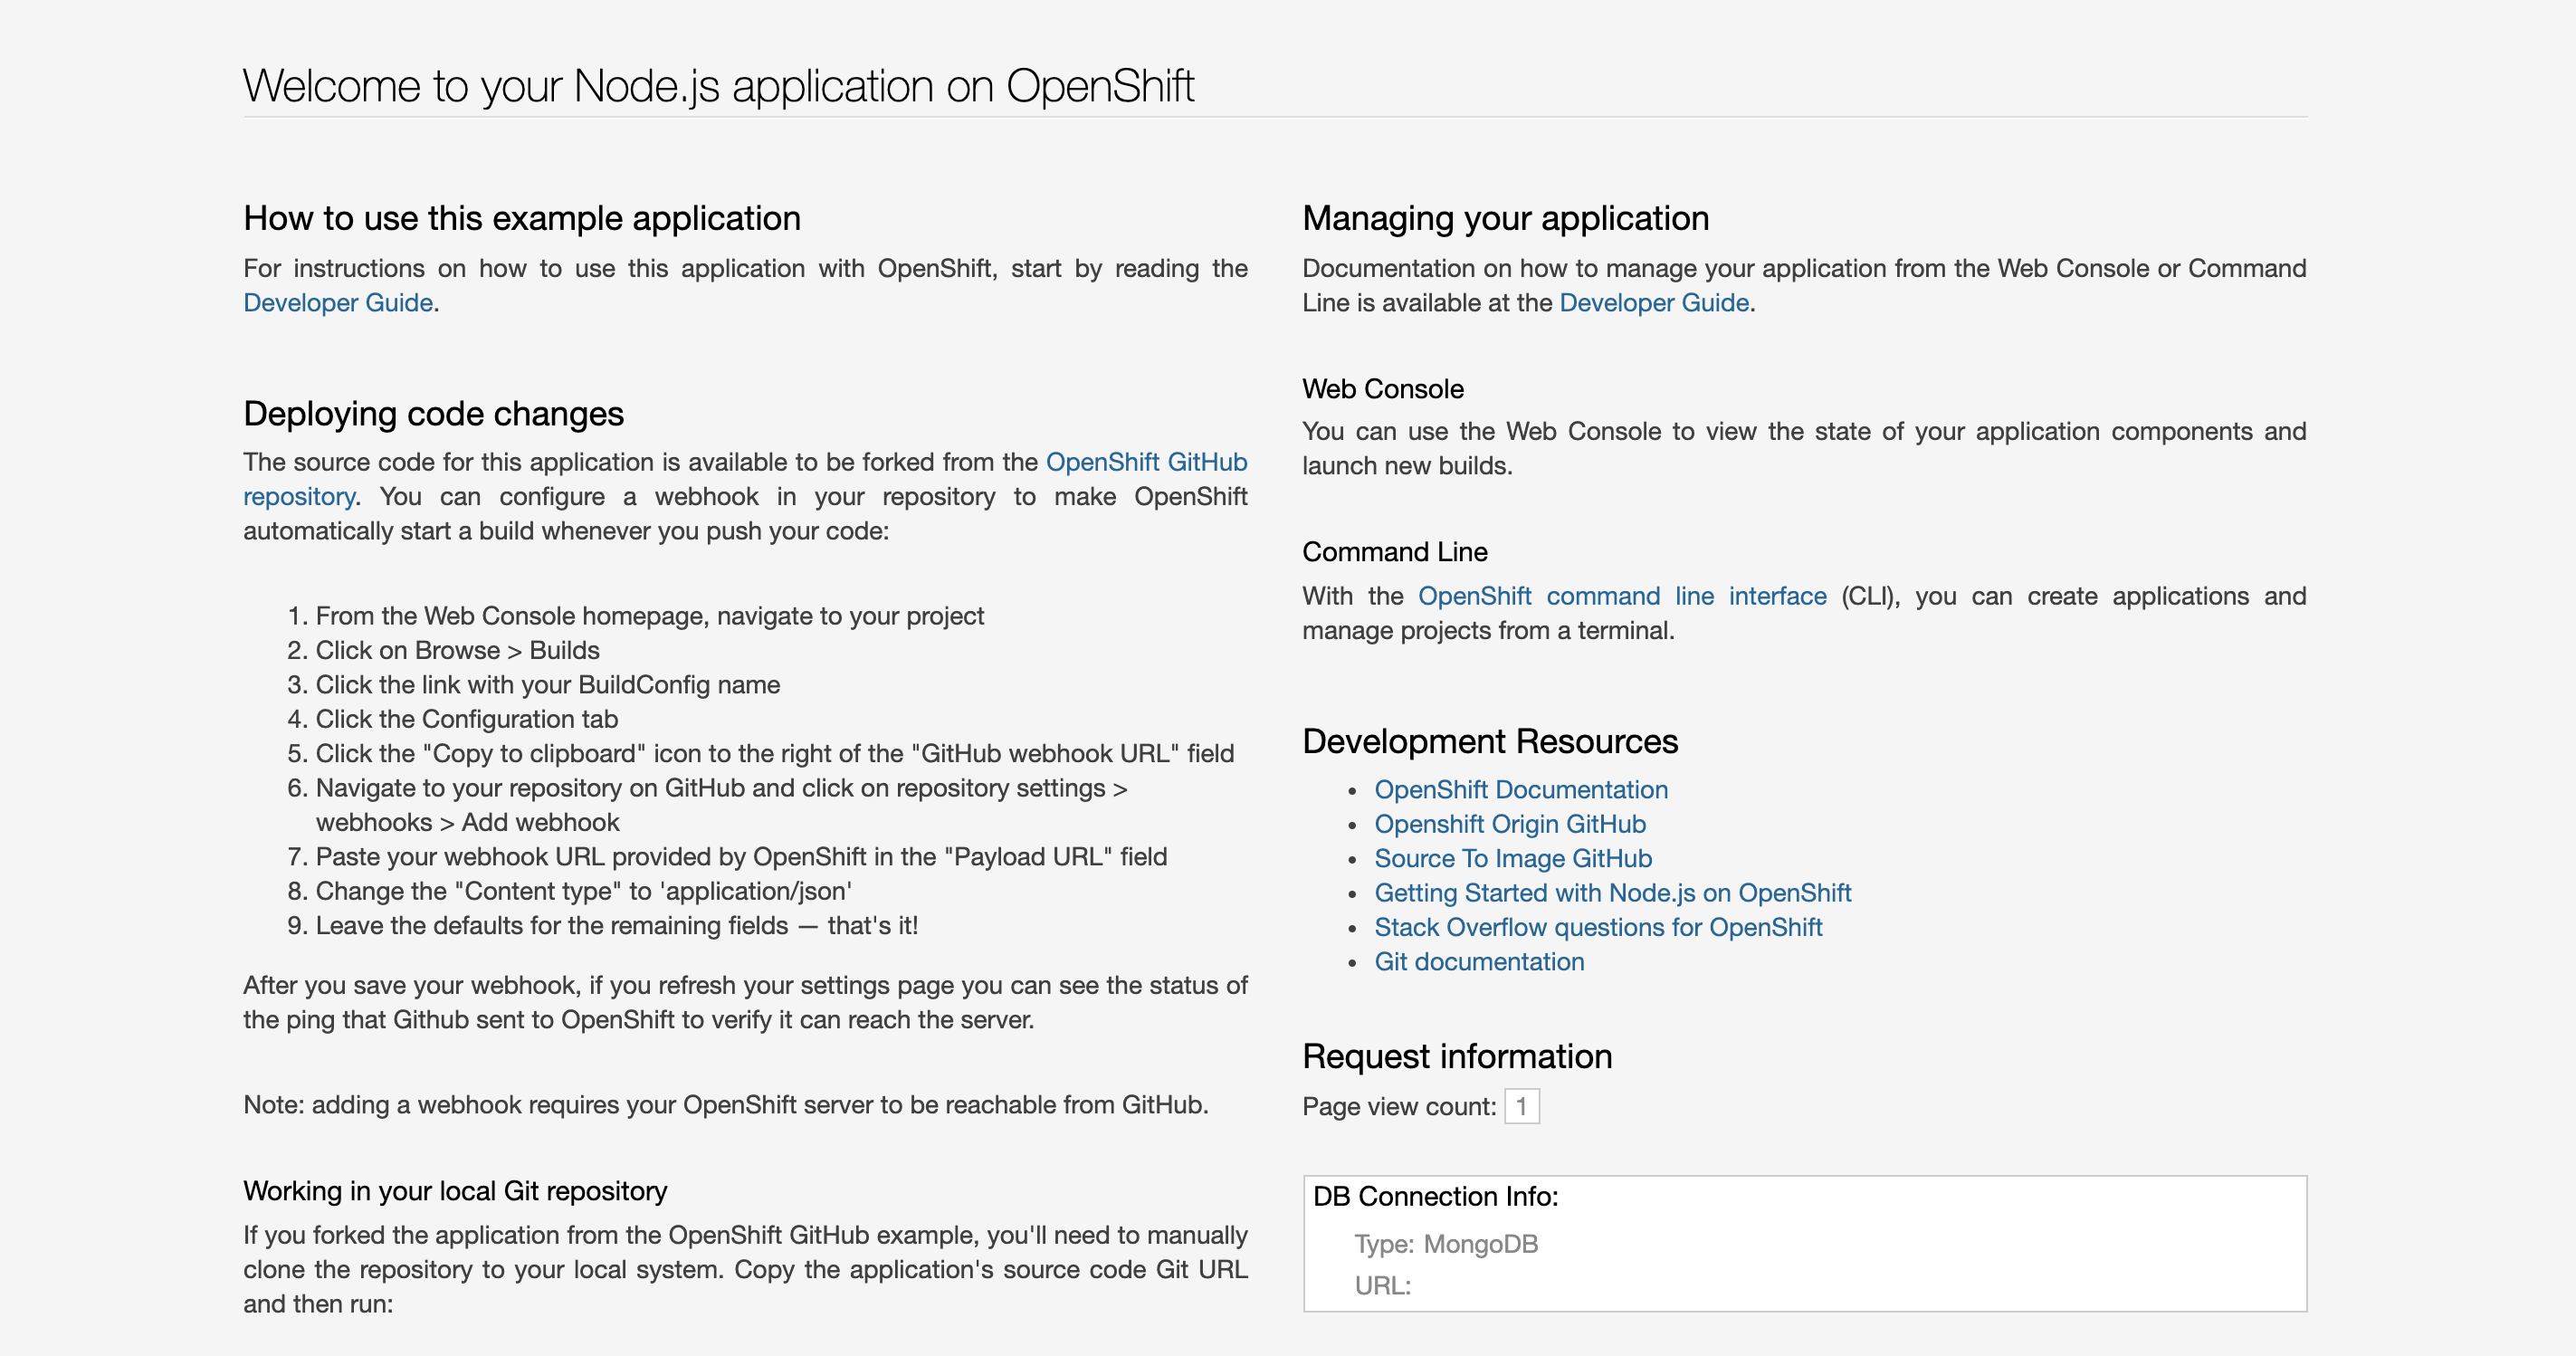 Welcome to your Node.js application on OpenShift
How to use this example application
For instructions on how to use this application with OpenShift, start by reading the
Developer Guide.
Deploying code changes
The source code for this application is available to be forked from the OpenShift GitHub
repository. You can configure a webhook in your repository to make OpenShift
automatically start a build whenever you push your code:
1. From the Web Console homepage, navigate to your project
2. Click on Browse > Builds
3. Click the link with your BuildConfig name
4. Click the Configuration tab
5. Click the "Copy to clipboard" icon to the right of the "GitHub webhook URL" field
6. Navigate to your repository on GitHub and click on repository settings >
webhooks > Add webhook
7. Paste your webhook URL provided by OpenShift in the "Payload URL" field
8. Change the "Content type" to 'application/json'
9. Leave the defaults for the remaining fields — that's it!
After you save your webhook, if you refresh your settings page you can see the status of
the ping that Github sent to OpenShift to verify it can reach the server.
Note: adding a webhook requires your OpenShift server to be reachable from GitHub.
Working in your local Git repository
If you forked the application from the OpenShift GitHub example, you'll need to manually
clone the repository to your local system. Copy the application's source code Git URL
and then run:
Managing your application
Documentation on how to manage your application from the Web Console or Command
Line is available at the Developer Guide.
Web Console
You can use the Web Console to view the state of your application components and
launch new builds.
Command Line
With the OpenShift command line interface (CLI), you can create applications and
manage projects from a terminal.
Development Resources
• OpenShift Documentation
• Openshift Origin GitHub
• Source To Image GitHub
• Getting Started with Node.js on OpenShift
• Stack Overflow questions for OpenShift
• Git documentation
Request information
Page view count: 1
DB Connection Info:
Type: MongoDB
URL: